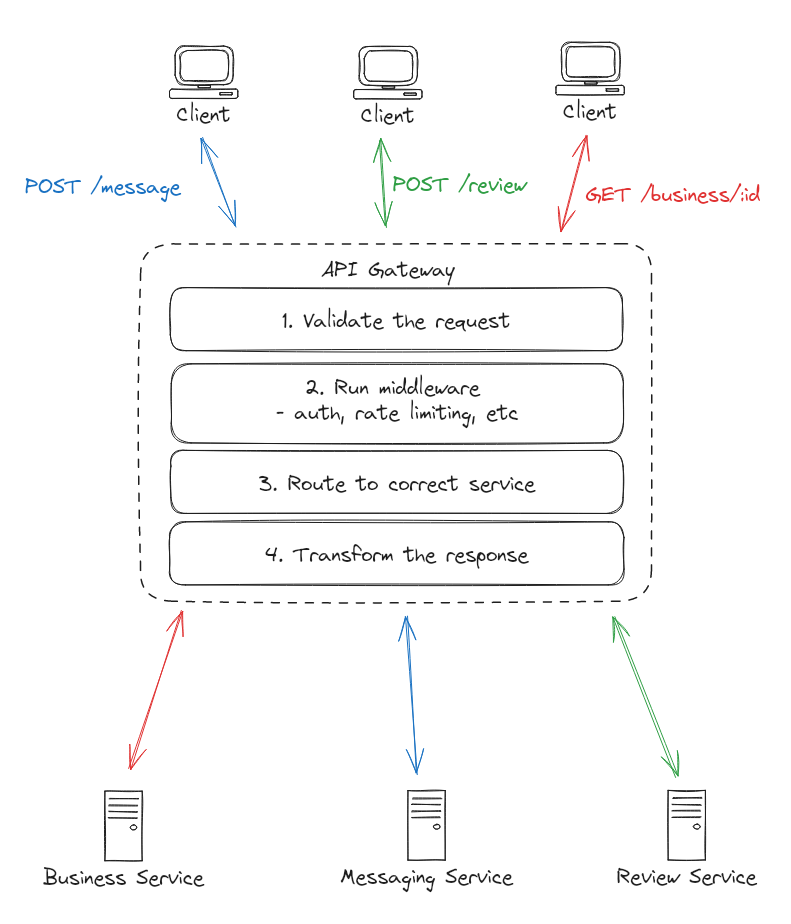 Client
Client
Client
POST /message
POST /review
GET /business/:id
API Gateway
1. Validate the request
2. Run middleware
- auth, rate limiting, etc
3. Route to correct service
4. Transform the response
Business Service
Messaging Service
Review Service